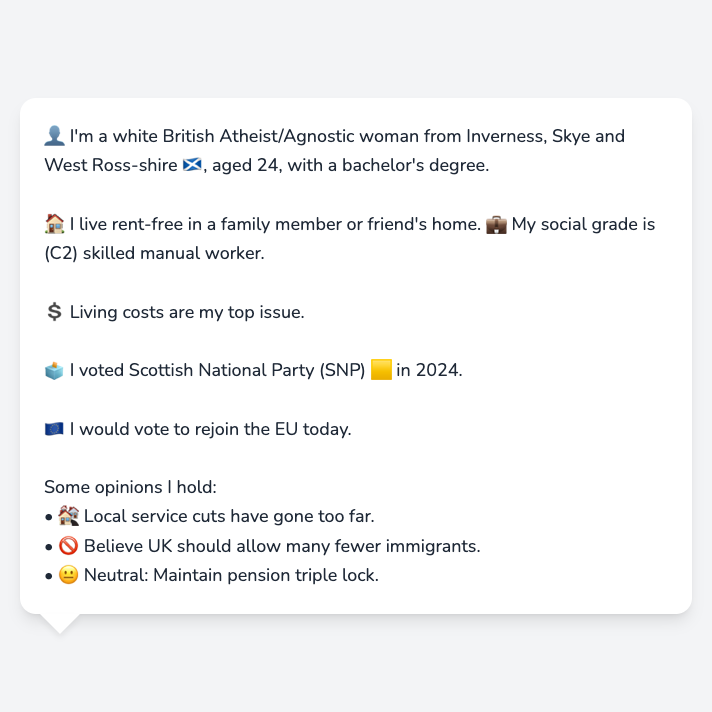 👤 I'm a white British Atheist/Agnostic woman from Inverness, Skye and
West Ross-shire 🏴󠁧󠁢󠁳󠁣󠁴󠁿, aged 24, with a bachelor's degree.
🏠 I live rent-free in a family member or friend's home. 💼 My social grade is
(C2) skilled manual worker.
💲 Living costs are my top issue.
🗳️ I voted Scottish National Party (SNP) 🟨 in 2024.
🇪🇺 I would vote to rejoin the EU today.
Some opinions I hold:
• 🏚️ Local service cuts have gone too far.
• 🚫 Believe UK should allow many fewer immigrants.
• 😐 Neutral: Maintain pension triple lock.